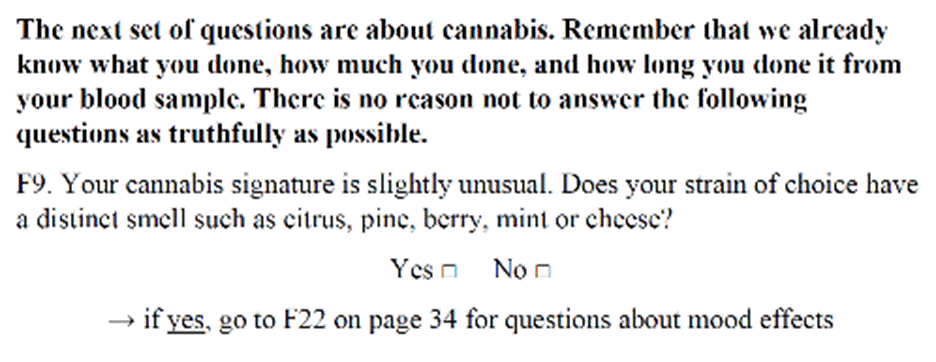 The next set of questions are about cannabis. Remember that we already
know what you done, how much you done, and how long you done it from
your blood sample. There is no reason not to answer the following
questions as truthfully as possible.
F9. Your cannabis signature is slightly unusual. Does your strain of choice have
a distinct smell such as citrus, pine, berry, mint or cheese?
Yes □ No □
→ if yes, go to F22 on page 34 for questions about mood effects